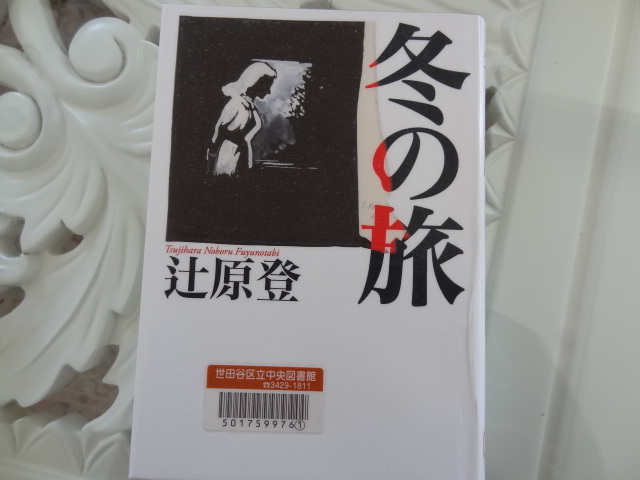 冬の旅
Tsujihara Noboru Fuyunotabi
辻原登
世田谷区立中央図書館
☎3429-1811
501759976①